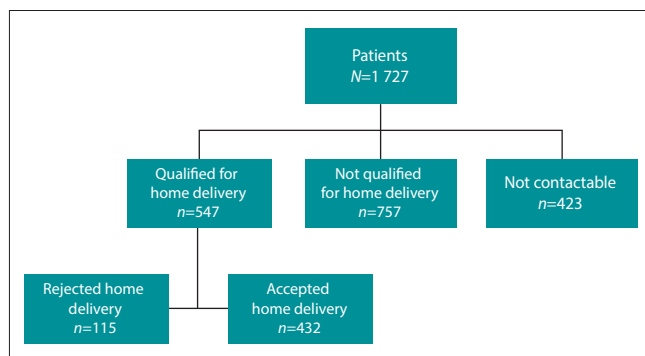 Patients
N=1 727
Qualified for
home delivery
n=547
Not qualified
for home delivery
n=757
Not contactable
n=423
Rejected home
delivery
n=115
Accepted
home delivery
n=432